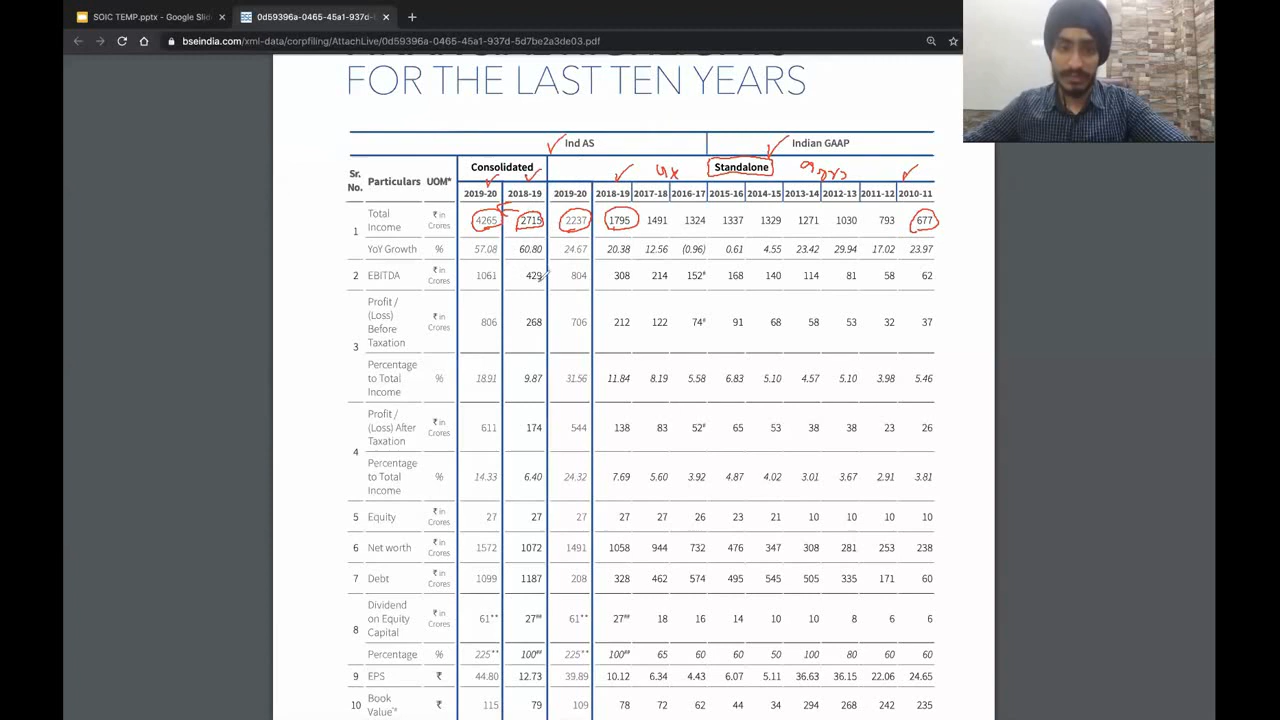 SOIC TEMP.pptx - Google Slid
0d59396a-0465-45a1-937d-
bseindia.com/xml-data/corpfiling/AttachLive/0d59396a-0465-45a1-937d-5d7be2a3de03.pdf
FOR THE LAST TEN YEARS
Ind AS Indian GAAP
Sr. No. Particulars UOM* Consolidated 4x Standalone 9yrs
2019-20 2018-19 2019-20 2018-19 2017-18 2016-17 2015-16 2014-15 2013-14 2012-13 2011-12 2010-11
1 Total Income ₹ in Crores 4265 2715 2237 1795 1491 1324 1337 1329 1271 1030 793 677
YoY Growth % 57.08 60.80 24.67 20.38 12.56 (0.96) 0.61 4.55 23.42 29.94 17.02 23.97
2 EBITDA ₹ in Crores 1061 429 804 308 214 152# 168 140 114 81 58 62
3 Profit / (Loss) Before Taxation ₹ in Crores 806 268 706 212 122 74# 91 68 58 53 32 37
Percentage to Total Income % 18.91 9.87 31.56 11.84 8.19 5.58 6.83 5.10 4.57 5.10 3.98 5.46
4 Profit / (Loss) After Taxation ₹ in Crores 611 174 544 138 83 52# 65 53 38 38 23 26
Percentage to Total Income 14.33 6.40 24.32 7.69 5.60 3.92 4.87 4.02 3.01 3.67 2.91 3.81
5 Equity ₹ in Crores 27 27 27 27 27 26 23 21 10 10 10 10
6 Net worth ₹ in Crores 1572 1072 1491 1058 944 732 476 347 308 281 253 238
7 Debt ₹ in Crores 1099 1187 208 328 462 574 495 545 505 335 171 60
8 Dividend on Equity Capital ₹ in Crores 61** 27## 61** 27## 18 16 14 10 10 8 6 6
Percentage % 225** 100## 225** 100## 65 60 60 50 100 80 60 60
9 EPS ₹ 44.80 12.73 39.89 10.12 6.34 4.43 6.07 5.11 36.63 36.15 22.06 24.65
10 Book Value ₹ 115 79 109 78 72 62 44 34 294 268 242 235